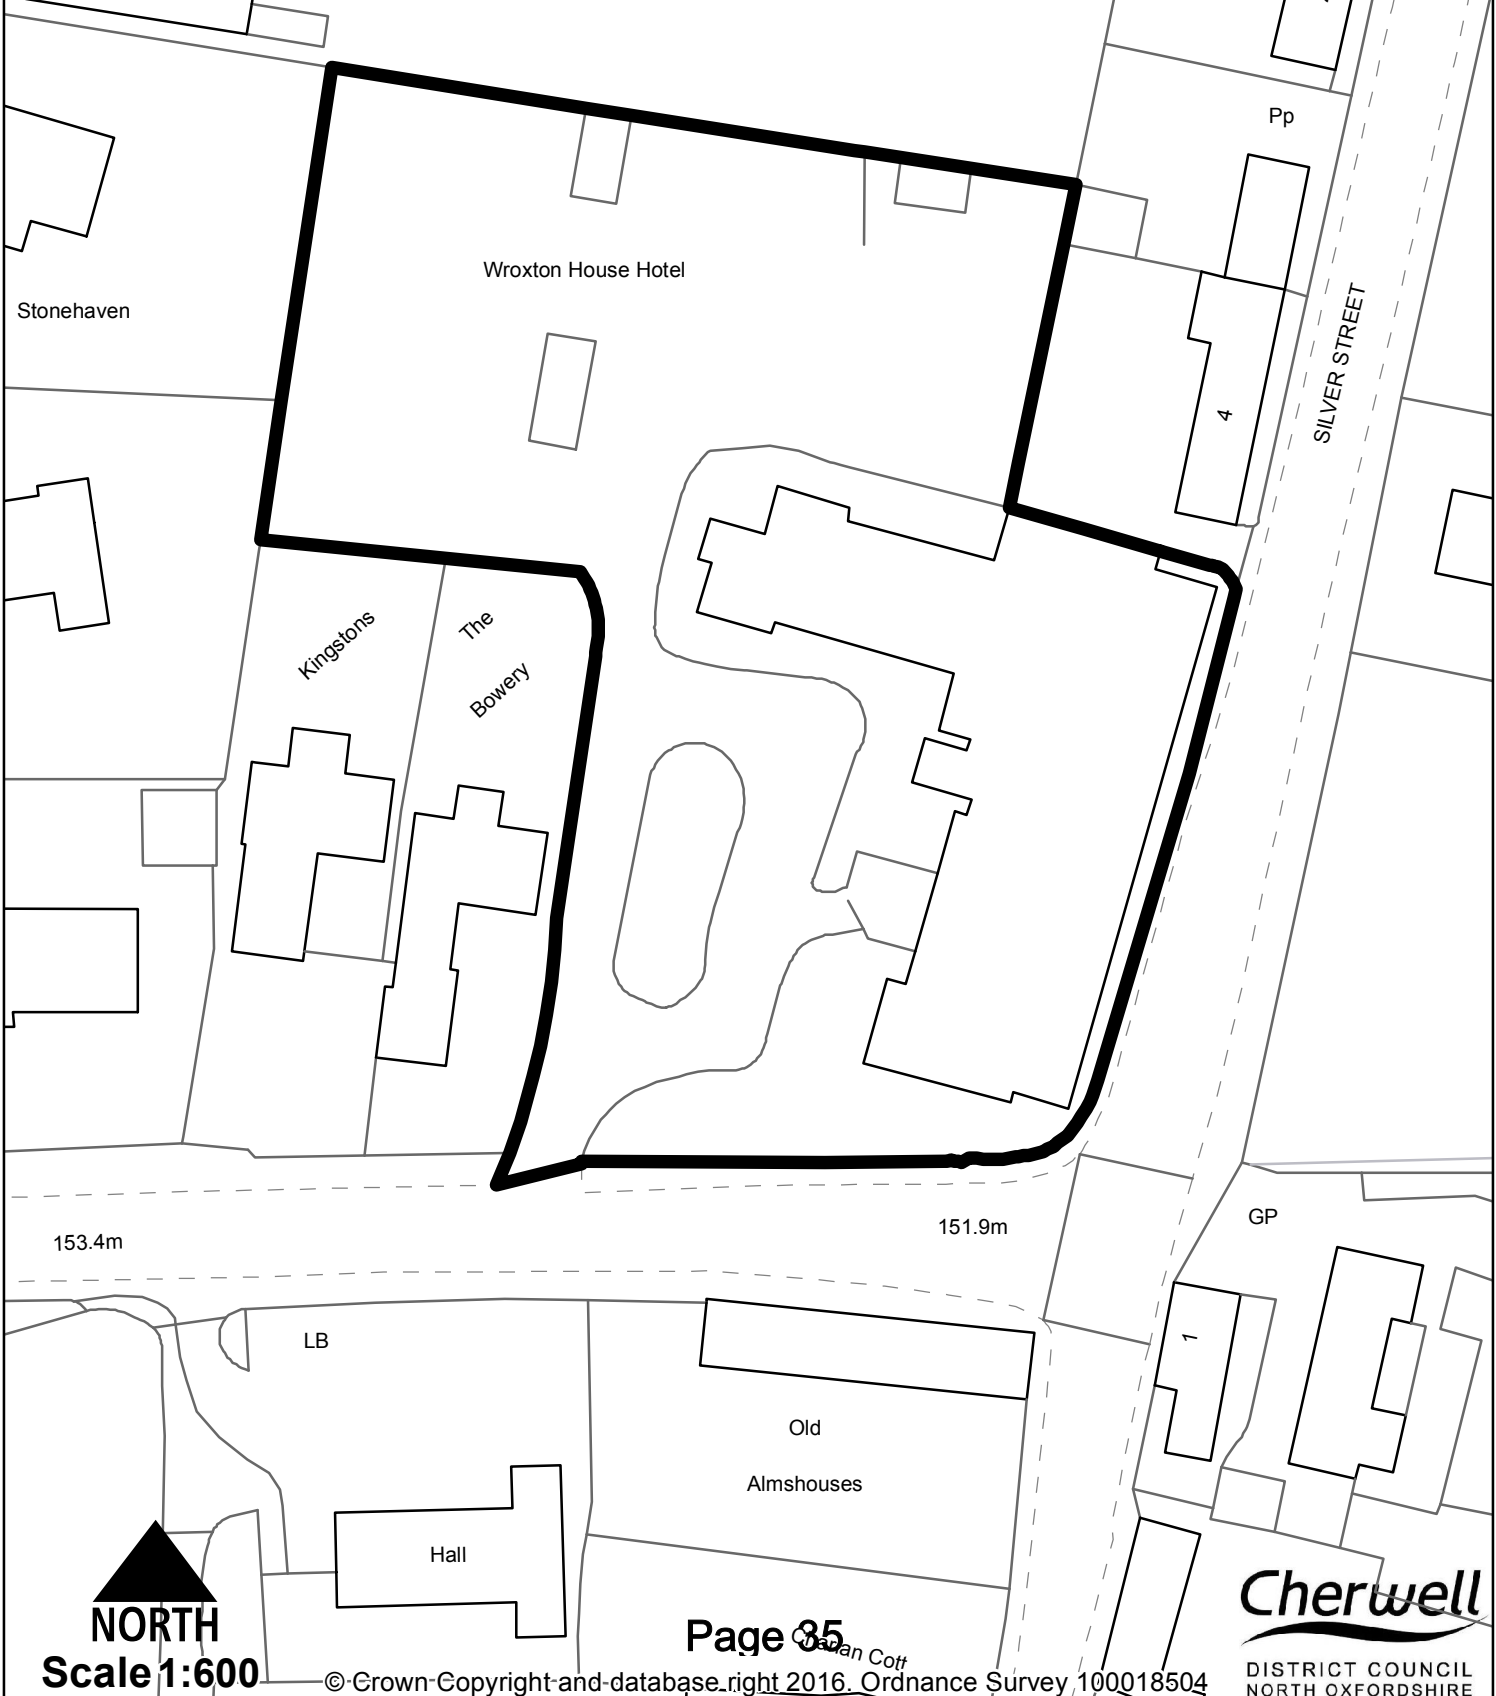 Pp
Wroxton House Hotel
Stonehaven
SILVER STREET
4
Kingstons
The
Bowery
153.4m
151.9m
GP
LB
1
Old
Almshouses
Hall
NORTH
Scale 1:600
Page 35
Cott
© Crown Copyright and database right 2016. Ordnance Survey 100018504
Cherwell
DISTRICT COUNCIL
NORTH OXFORDSHIRE